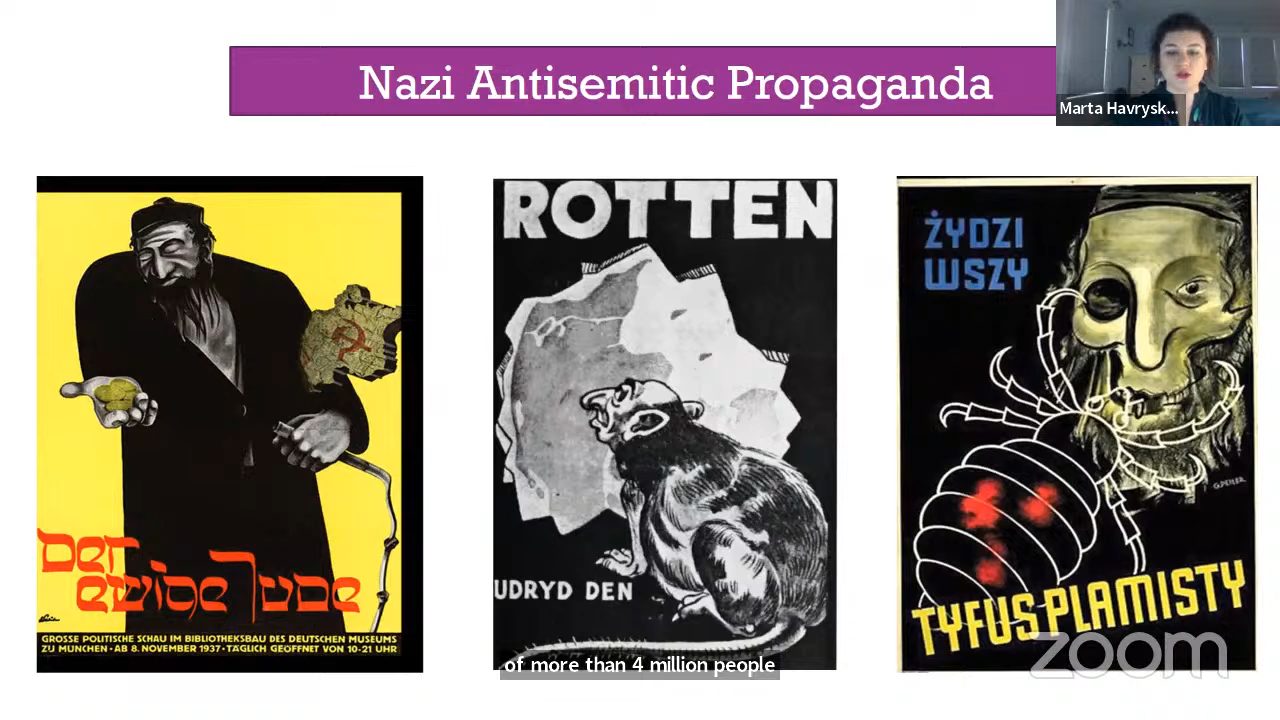 Nazi Antisemitic Propaganda
Marta Havrysk...
DER
EWIGE JUDE
GROSSE POLITISCHE SCHAU IM BIBLIOTHEKSBAU DES DEUTSCHEN MUSEUMS
ZU MÜNCHEN · AB 8. NOVEMBER 1937 · TÄGLICH GEÖFFNET VON 10-21 UHR
ROTTEN
UDRYD DEN
ŻYDZI
WSZY
G. PEILER
TYFUS PLAMISTY
of more than 4 million people
zoom